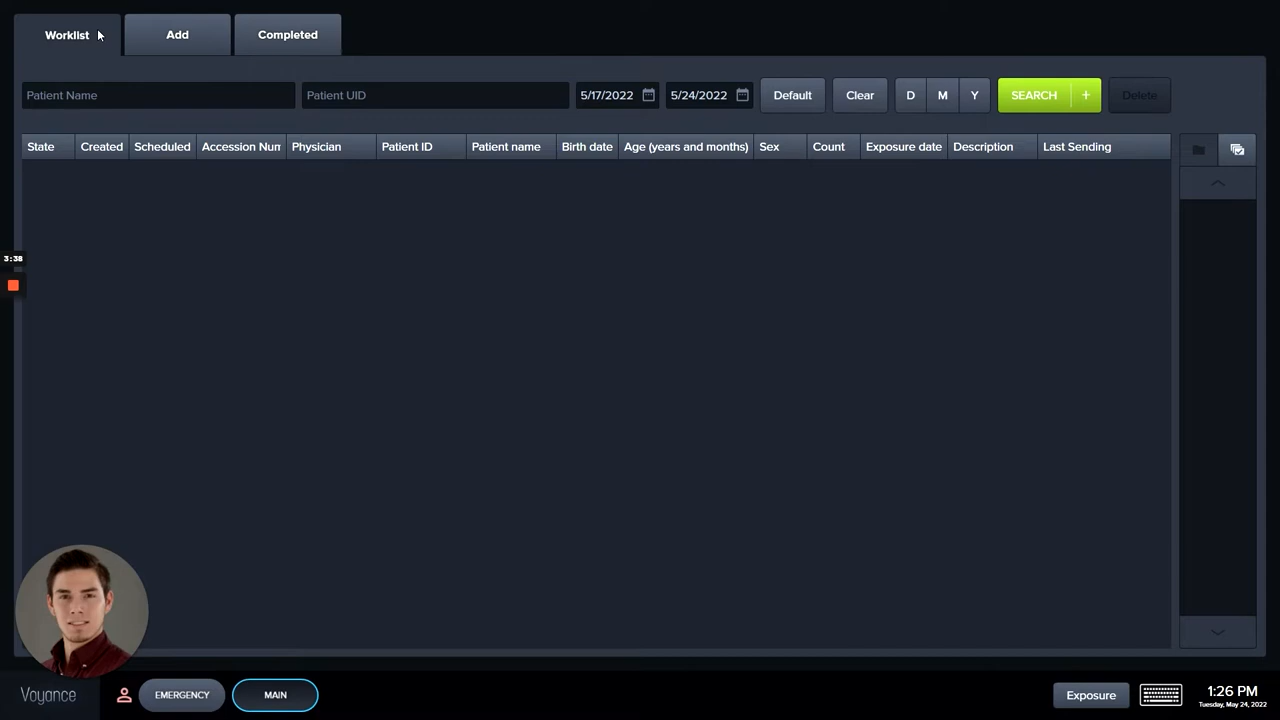 Worklist Add Completed
Patient Name Patient UID 5/17/2022 5/24/2022 Default Clear D M Y SEARCH + Delete
State Created Scheduled Accession Num Physician Patient ID Patient name Birth date Age (years and months) Sex Count Exposure date Description Last Sending
3:38
Voyance EMERGENCY MAIN Exposure 1:26 PM
Tuesday, May 24, 2022